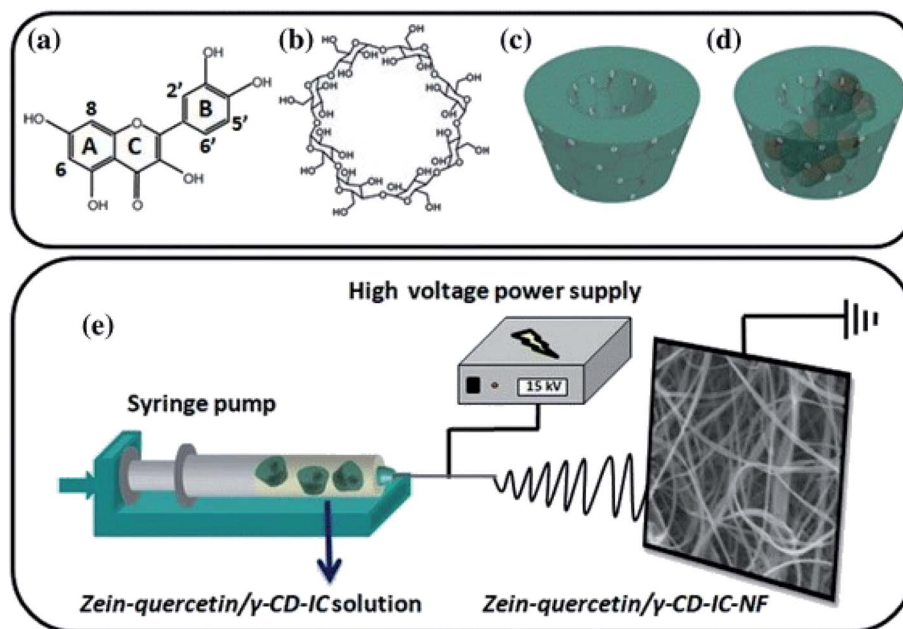 (a)
(b)
(c)
(d)
OH
2'
OH
8
B
HO
O
5'
A
C
6'
6
OH
OH
O
(e)
High voltage power supply
15 kV
Syringe pump
Zein-quercetin/γ-CD-IC solution
Zein-quercetin/γ-CD-IC-NF